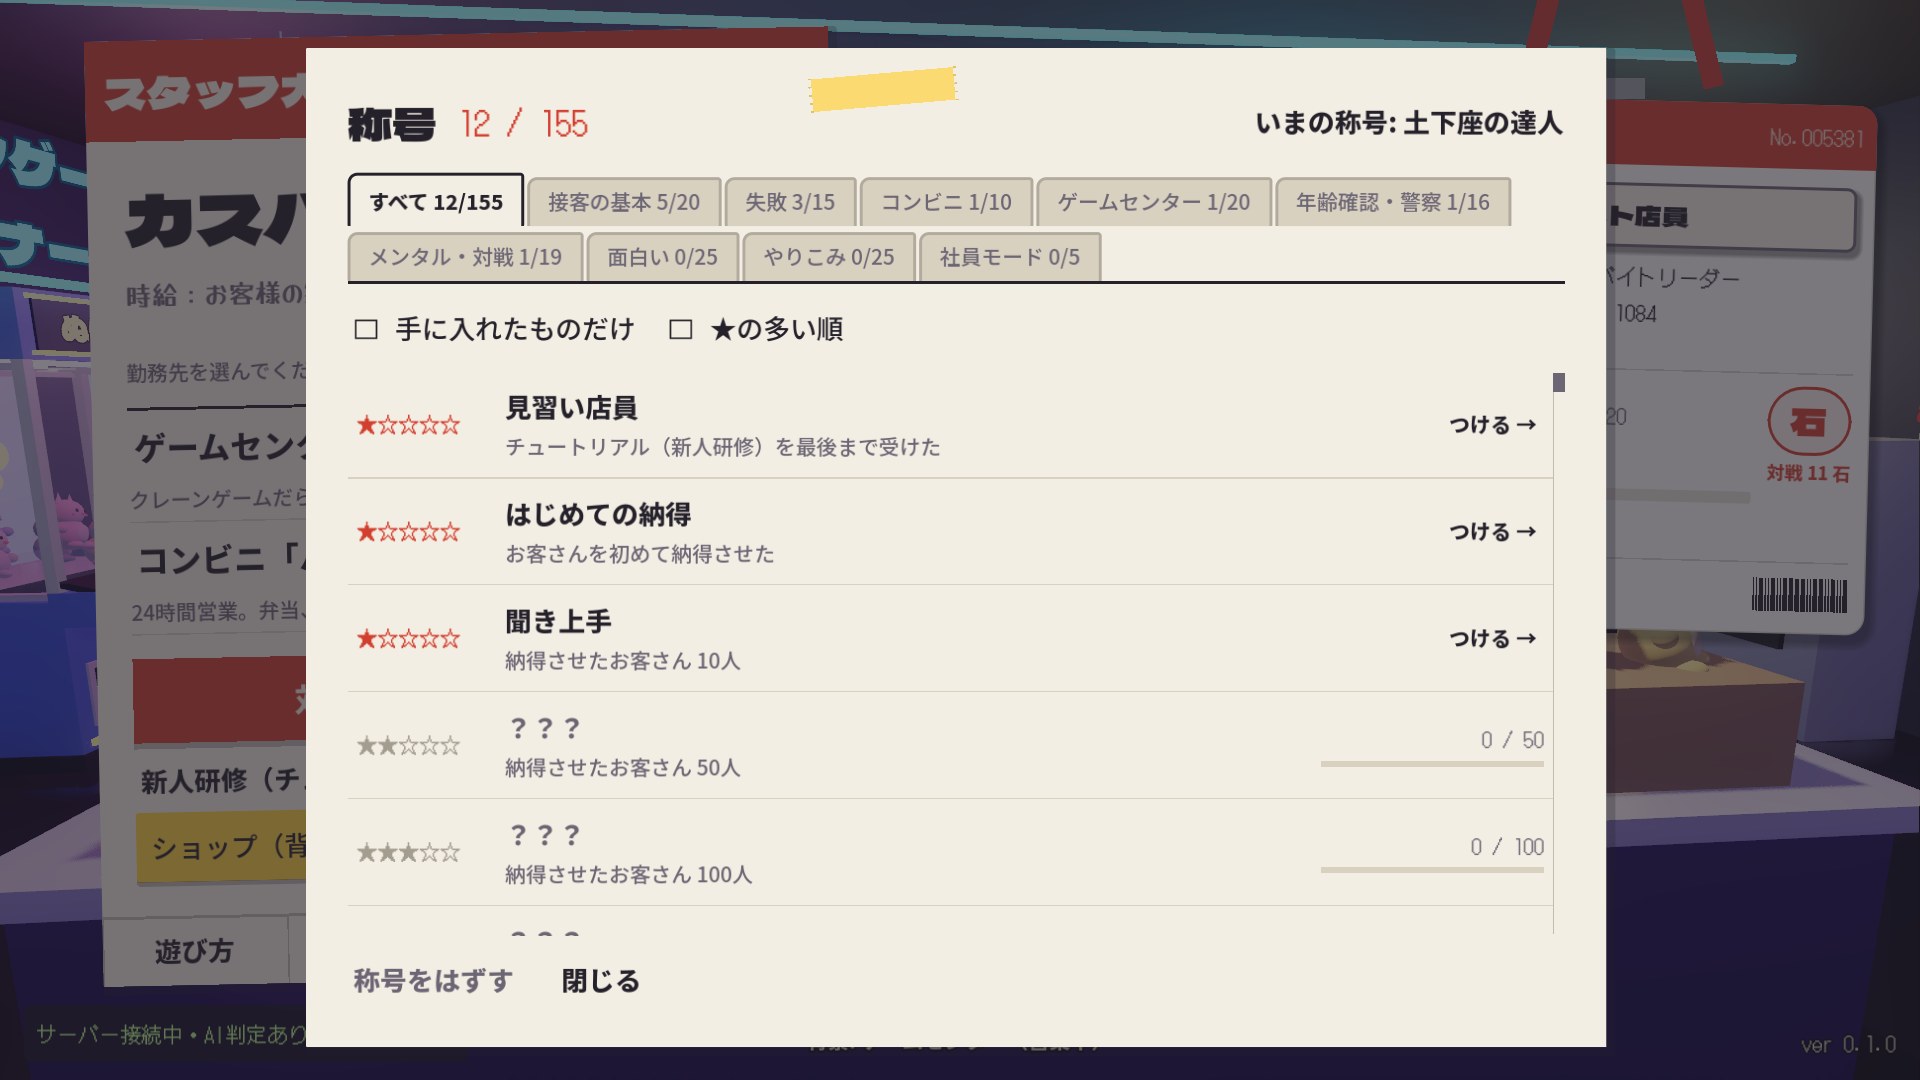 スタッフ
No. 005381
称号 12 / 155
いまの称号: 土下座の達人
すべて 12/155
接客の基本 5/20
失敗 3/15
コンビニ 1/10
ゲームセンター 1/20
年齢確認・警察 1/16
メンタル・対戦 1/19
面白い 0/25
やりこみ 0/25
社員モード 0/5
□ 手に入れたものだけ
□ ★の多い順
★☆☆☆☆
見習い店員
チュートリアル（新人研修）を最後まで受けた
つける→
★☆☆☆☆
はじめての納得
お客さんを初めて納得させた
つける→
★☆☆☆☆
聞き上手
納得させたお客さん 10人
つける→
★★☆☆☆
？？？
納得させたお客さん 50人
0 / 50
★★★☆☆
？？？
納得させたお客さん 100人
0 / 100
称号をはずす
閉じる
カスハ
時給：お客様の
勤務先を選んでくだ
ゲームセンタ
クレーンゲームだら
コンビニ「
24時間営業。弁当、
新人研修（チ
ショップ（背
遊び方
サーバー接続中・AI判定あり
ト店員
バイトリーダー
1084
20
石
対戦 11 石
ver 0.1.0